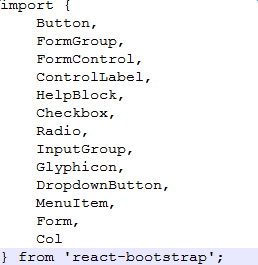 import {
    Button,
    FormGroup,
    FormControl,
    ControlLabel,
    HelpBlock,
    Checkbox,
    Radio,
    InputGroup,
    Glyphicon,
    DropdownButton,
    MenuItem,
    Form,
    Col
} from 'react-bootstrap';